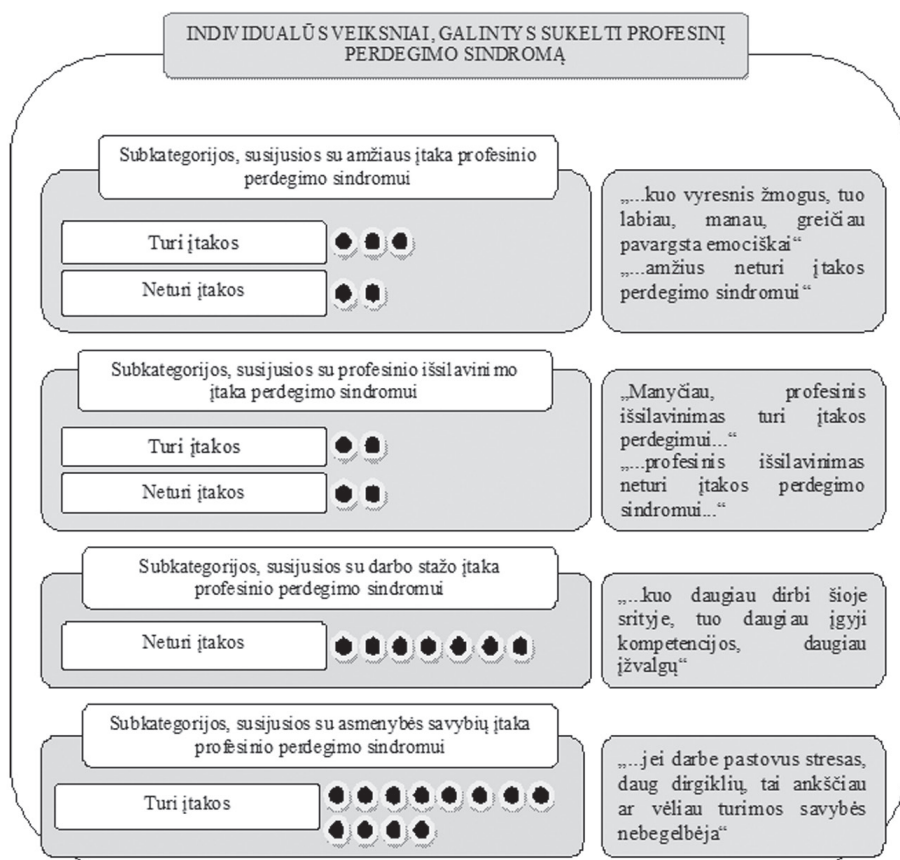 INDIVIDUALŪS VEIKSNIAI, GALINTYS SUKELTI PROFESINĮ
PERDEGIMO SINDROMĄ
Subkategorijos, susijusios su amžiaus įtaka profesinio
perdegimo sindromui
Turi įtakos
Neturi įtakos
„...kuo vyresnis žmogus, tuo
labiau, manau, greičiau
pavargsta emociškai“
„...amžius neturi įtakos
perdegimo sindromui“
Subkategorijos, susijusios su profesinio išsilavinimo
įtaka perdegimo sindromui
Turi įtakos
Neturi įtakos
„Manyčiau, profesinis
išsilavinimas turi įtakos
perdegimui...“
„...profesinis išsilavinimas
neturi įtakos perdegimo
sindromui...“
Subkategorijos, susijusios su darbo stažo įtaka
profesinio perdegimo sindromui
Neturi įtakos
„...kuo daugiau dirbi šioje
srityje, tuo daugiau įgyji
kompetencijos, daugiau
įžvalgų“
Subkategorijos, susijusios su asmenybės savybių įtaka
profesinio perdegimo sindromui
Turi įtakos
„...jei darbe pastovus stresas,
daug dirgiklių, tai ankščiau
ar vėliau turimos savybės
nebegelbėja“